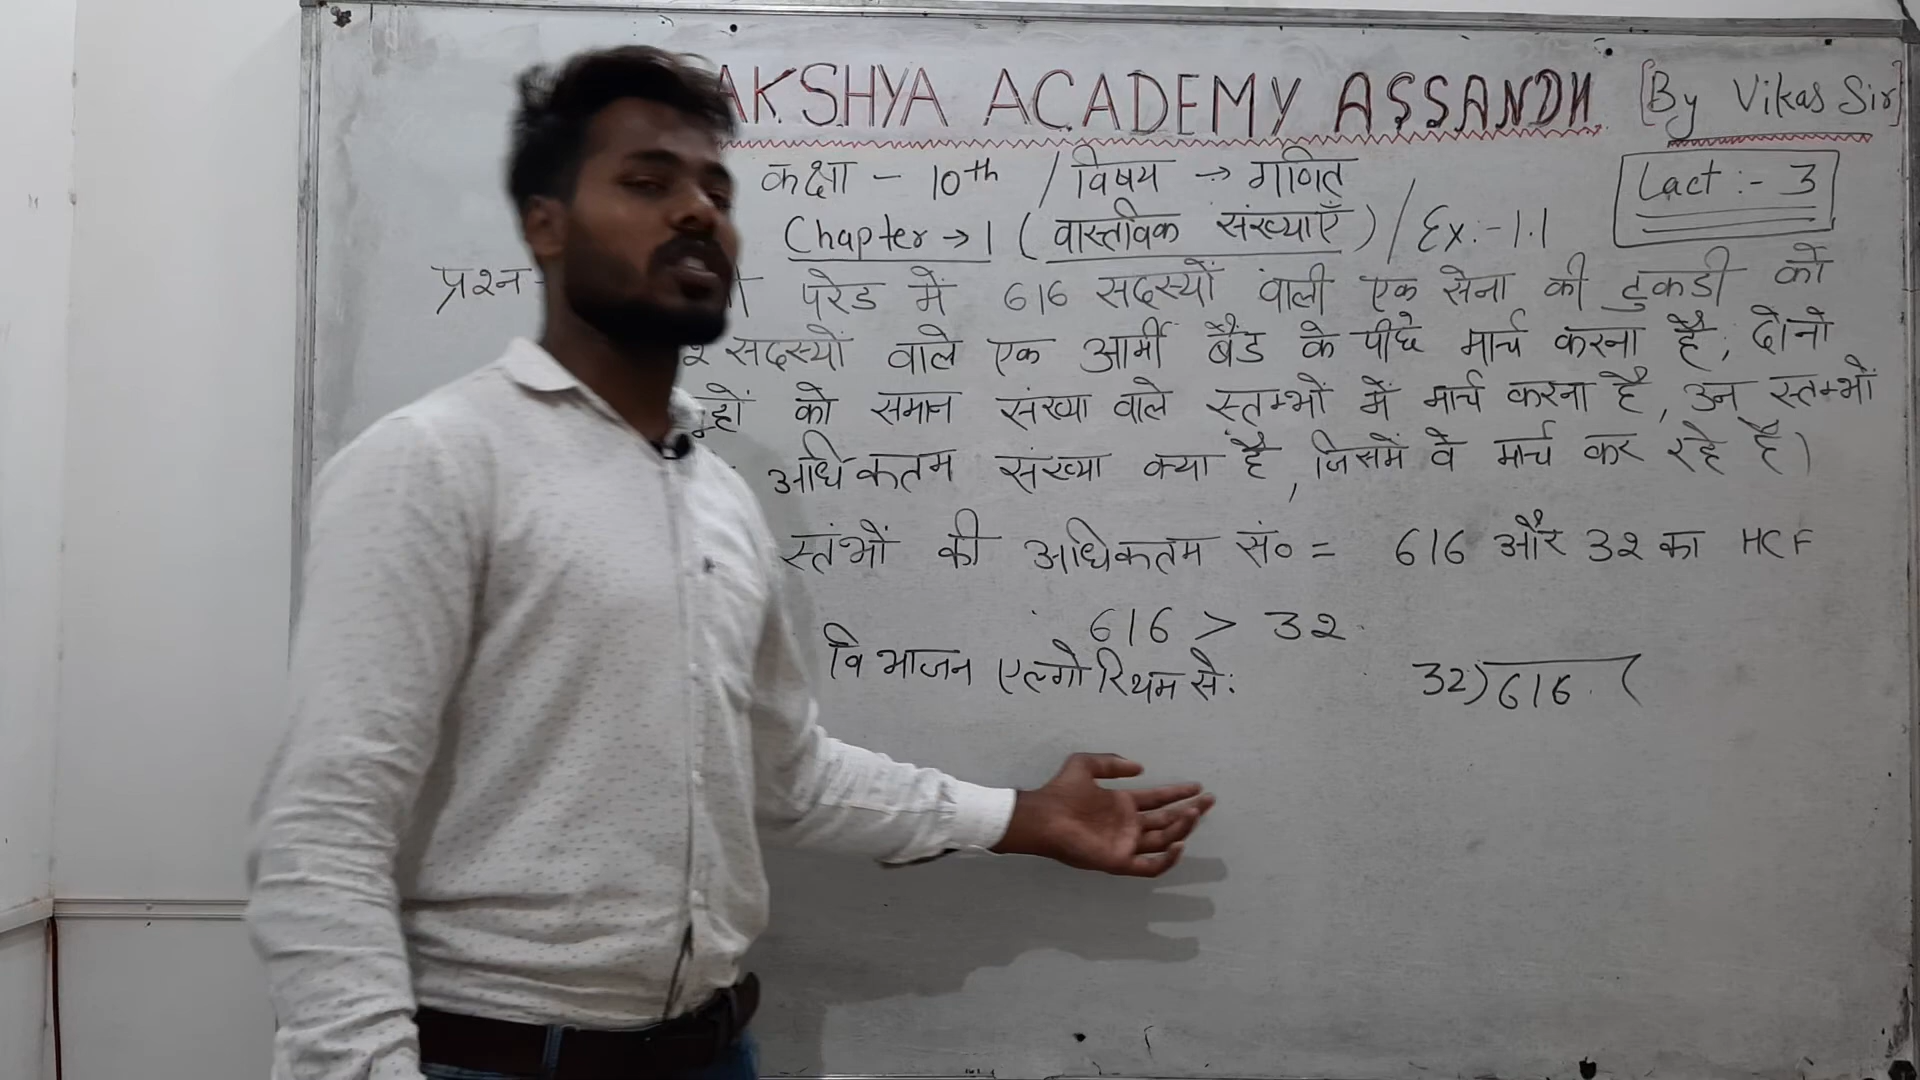 AKSHYA ACADEMY ASSANDH [By Vikas Sir]
कक्षा - 10th / विषय → गणित
Lact :- 3
Chapter → 1 ( वास्तविक संख्याएँ ) / Ex :- 1.1
प्रश्न- परेड में 616 सदस्यों वाली एक सेना की टुकडी को
सदस्यों वाले एक आर्मी बैंड के पीछे मार्च करना है, दोनो
को समान संख्या वाले स्तम्भों में मार्च करना है, उन स्तम्भों
अधिकतम संख्या क्या है, जिसमें वे मार्च कर रहे है।
स्तंभों की अधिकतम सं० = 616 और 32 का HCF
616 > 32
विभाजन एल्गोरिथम से:
32)616(